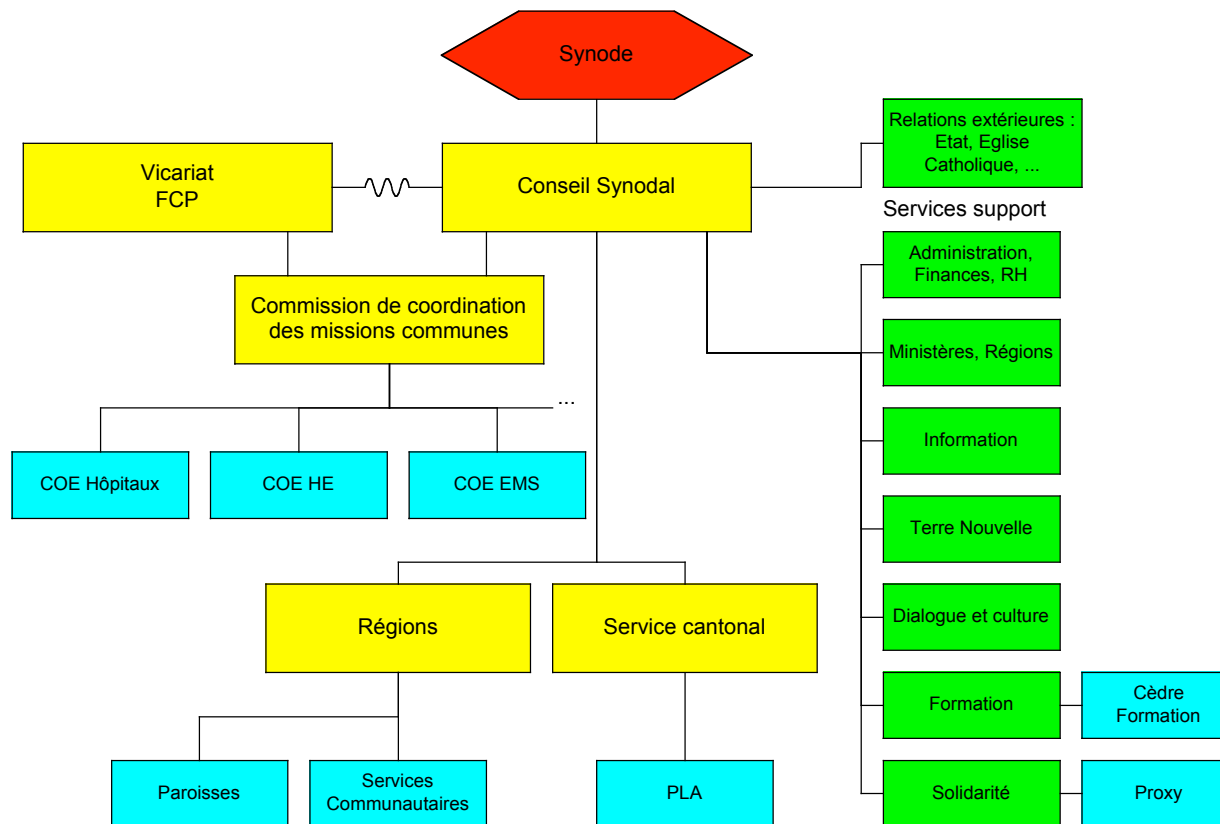 Synode
Relations extérieures :
Etat, Eglise
Catholique, ...
Vicariat
FCP
Conseil Synodal
Services support
Administration,
Finances, RH
Commission de coordination
des missions communes
Ministères, Régions
...
Information
COE Hôpitaux
COE HE
COE EMS
Terre Nouvelle
Dialogue et culture
Régions
Service cantonal
Formation
Cèdre
Formation
Paroisses
Services
Communautaires
PLA
Solidarité
Proxy